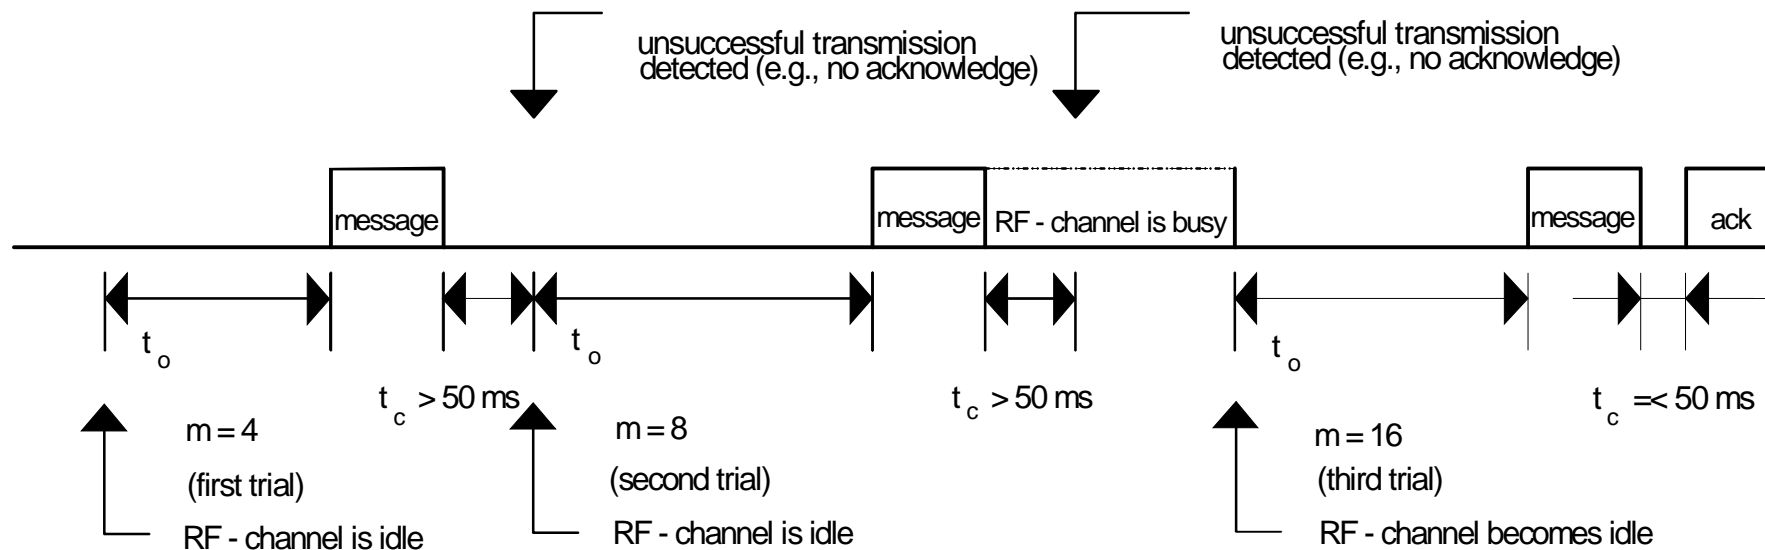 unsuccessful transmission
detected (e.g., no acknowledge)
unsuccessful transmission
detected (e.g., no acknowledge)
message
message
RF - channel is busy
message
ack
t o
t o
t o
t c > 50 ms
t c > 50 ms
t c =< 50 ms
m = 4
(first trial)
RF - channel is idle
m = 8
(second trial)
RF - channel is idle
m = 16
(third trial)
RF - channel becomes idle